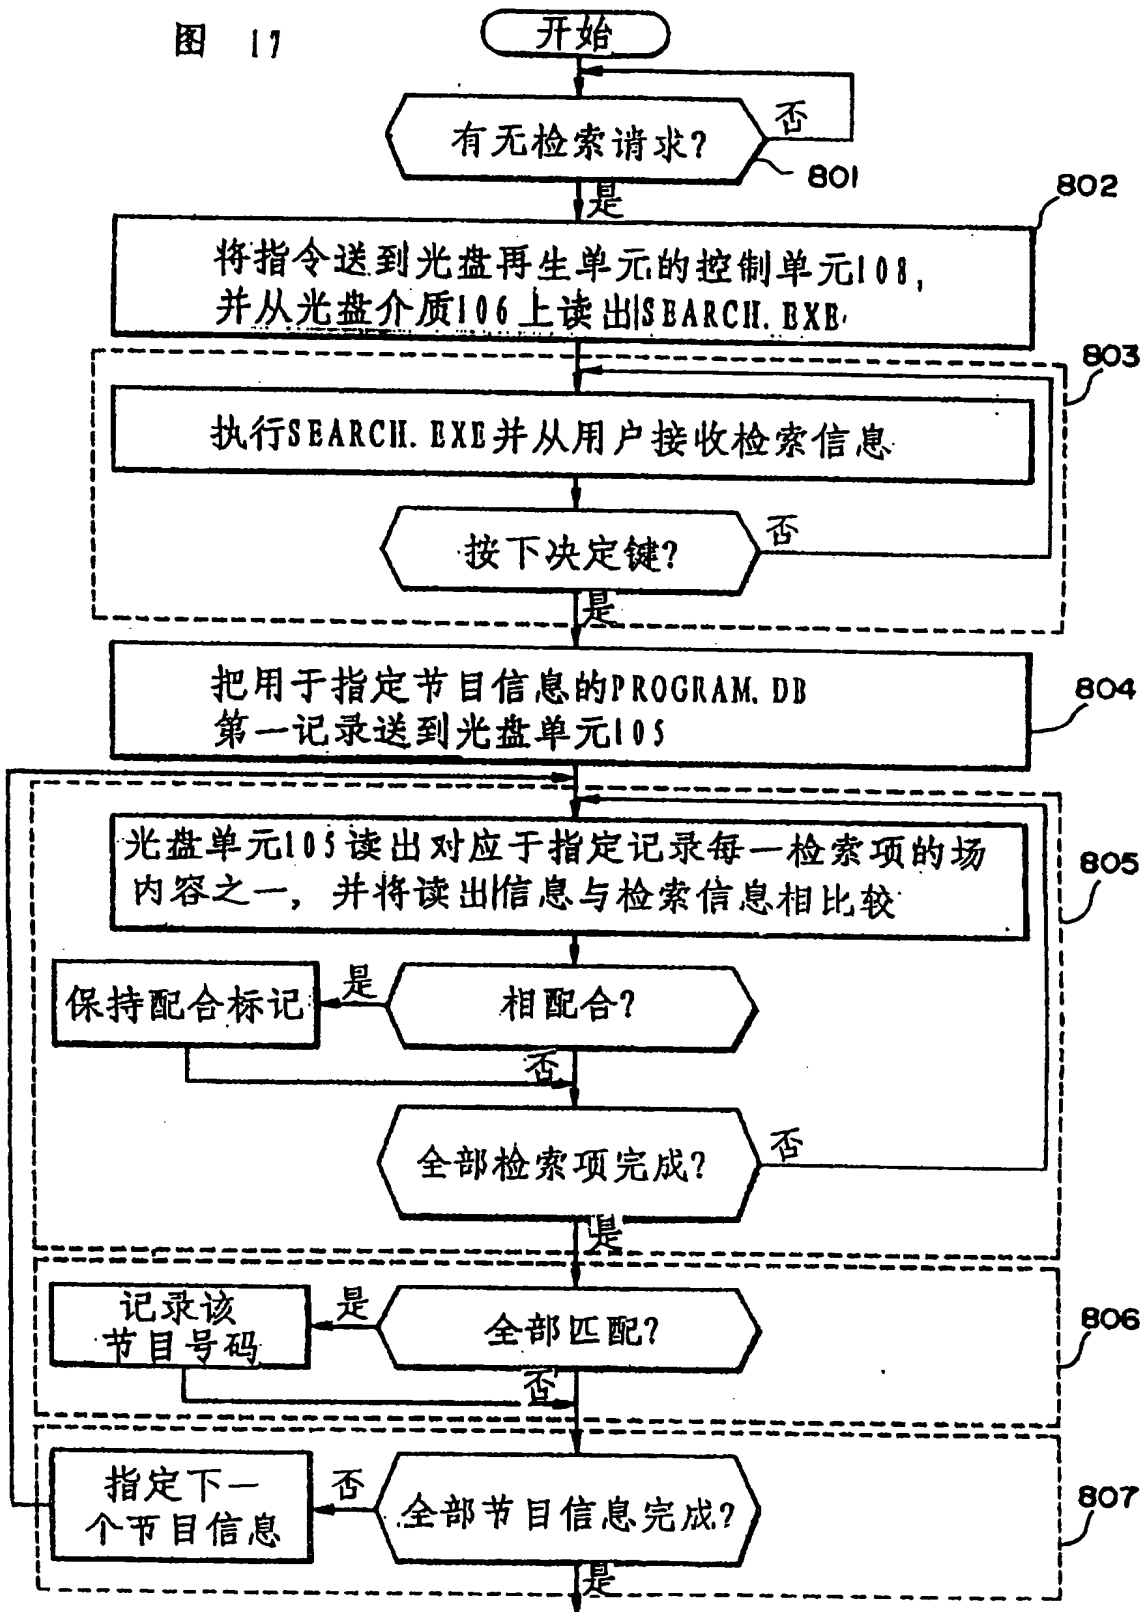 图 17
开始
有无检索请求?
否
801
是
802
将指令送到光盘再生单元的控制单元108,
并从光盘介质106上读出SEARCH.EXE
803
执行SEARCH.EXE并从用户接收检索信息
按下决定键?
否
是
把用于指定节目信息的PROGRAM.DB
第一记录送到光盘单元105
804
光盘单元105读出对应于指定记录每一检索项的场
内容之一,并将读出信息与检索信息相比较
805
保持配合标记
是
相配合?
否
全部检索项完成?
否
是
记录该
节目号码
是
全部匹配?
806
否
指定下一
个节目信息
否
全部节目信息完成?
807
是